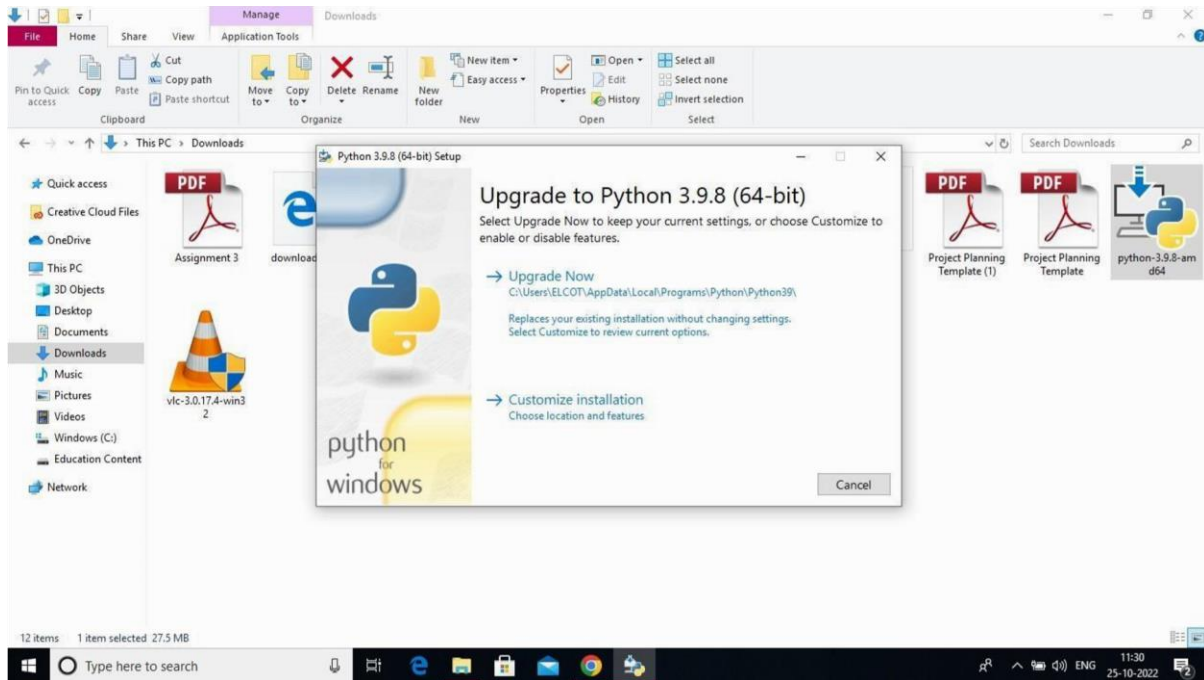 Manage
Downloads
File
Home
Share
View
Application Tools
Pin to Quick access
Copy
Paste
Cut
Copy path
Paste shortcut
Clipboard
Move to
Copy to
Delete
Rename
Organize
New folder
New item
Easy access
New
Properties
Open
Edit
History
Open
Select all
Select none
Invert selection
Select
This PC
Downloads
Search Downloads
Quick access
Creative Cloud Files
OneDrive
This PC
3D Objects
Desktop
Documents
Downloads
Music
Pictures
Videos
Windows (C:)
Education Content
Network
PDF
Assignment 3
download
vlc-3.0.17.4-win3
2
Python 3.9.8 (64-bit) Setup
Upgrade to Python 3.9.8 (64-bit)
Select Upgrade Now to keep your current settings, or choose Customize to
enable or disable features.
Upgrade Now
C:\Users\ELCOT\AppData\Local\Programs\Python\Python39\
Replaces your existing installation without changing settings.
Select Customize to review current options.
Customize installation
Choose location and features
python
for
windows
Cancel
PDF
Project Planning
Template (1)
PDF
Project Planning
Template
python-3.9.8-am
d64
12 items
1 item selected 27.5 MB
Type here to search
ENG
11:30
25-10-2022
2